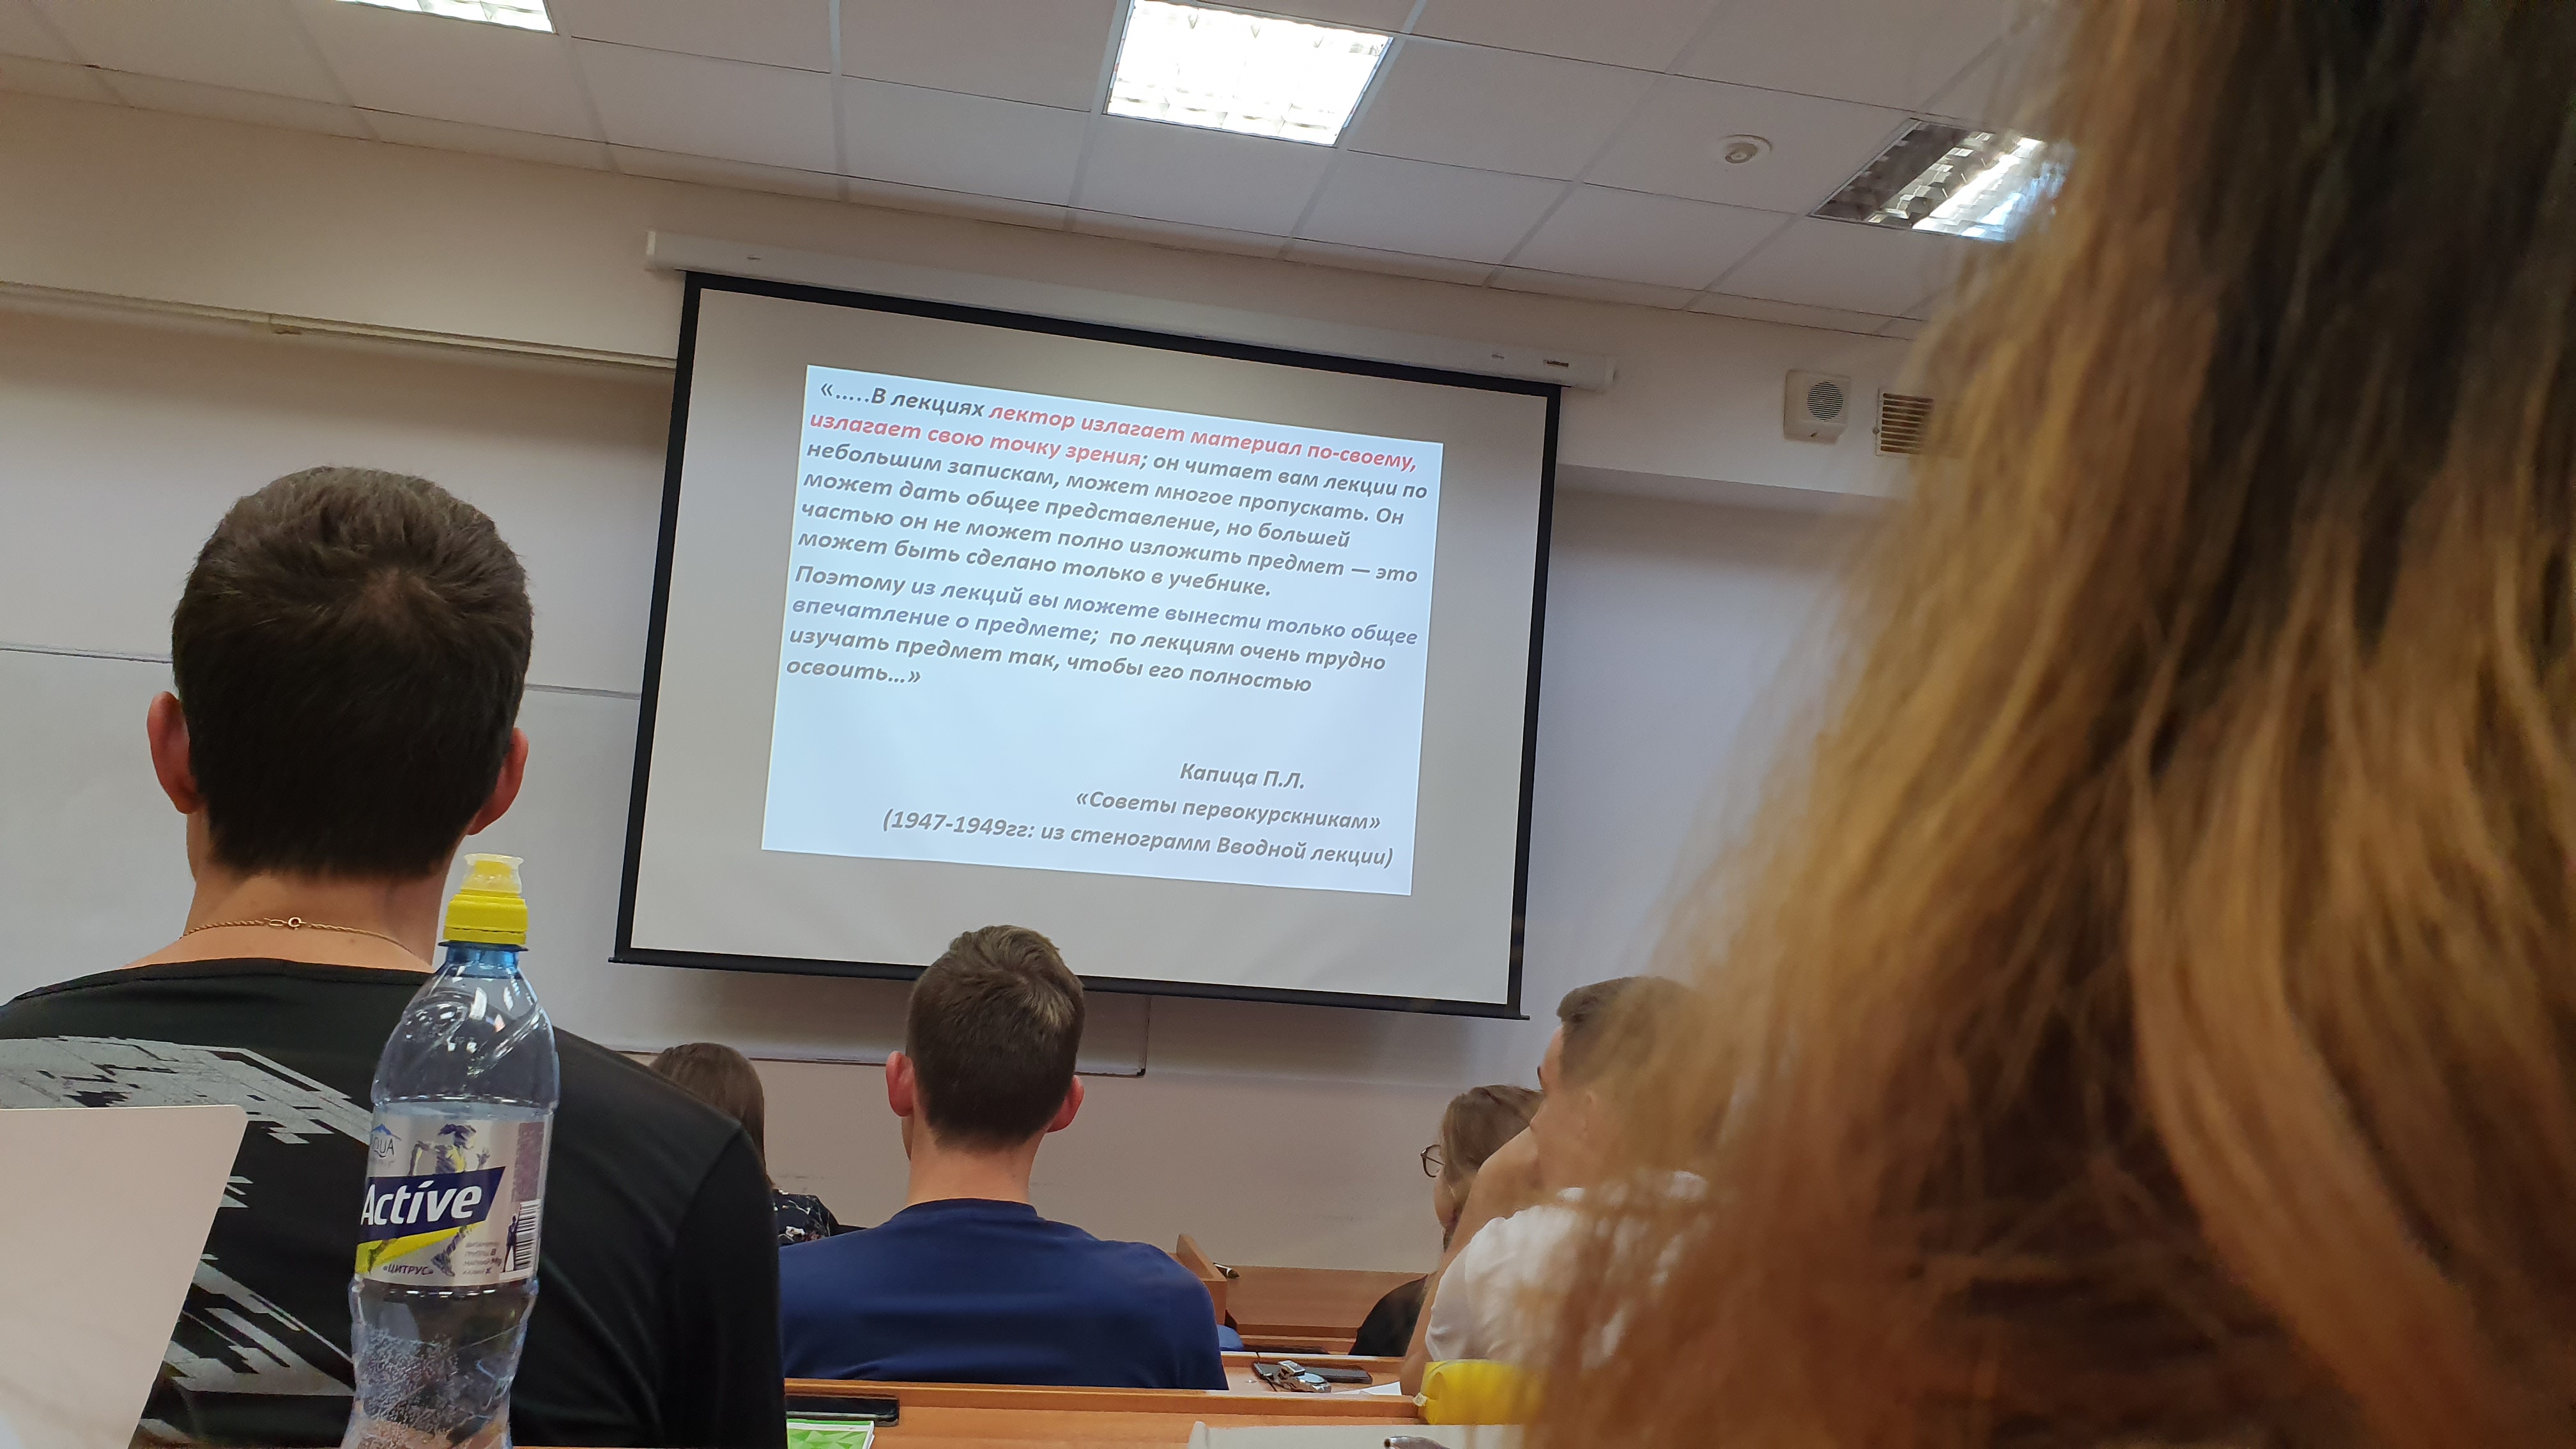 «.....В лекциях лектор излагает материал по-своему,
излагает свою точку зрения; он читает вам лекции по
небольшим запискам, может многое пропускать. Он
может дать общее представление, но большей
частью он не может полно изложить предмет — это
может быть сделано только в учебнике.
Поэтому из лекций вы можете вынести только общее
впечатление о предмете; по лекциям очень трудно
изучать предмет так, чтобы его полностью
освоить...»
Капица П.Л.
«Советы первокурскникам»
(1947-1949гг: из стенограмм Вводной лекции)
Active
«ЦИТРУС»